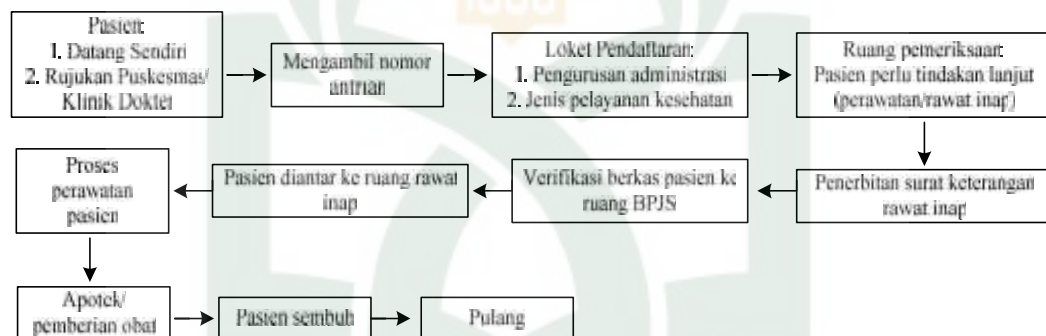 Pasien:
1. Datang Sendiri
2. Rujukan Puskesmas/
Klinik Dokter
Mengambil nomor
antrian
Loket Pendaftaran:
1. Pengurusan administrasi
2. Jenis pelayanan kesehatan
Ruang pemeriksaan:
Pasien perlu tindakan lanjut
(perawatan/rawat inap)
Penerbitan surat keterangan
rawat inap
Verifikasi berkas pasien ke
ruang BPJS
Pasien diantar ke ruang rawat
inap
Proses
perawatan
pasien
Apotek/
pemberian obat
Pasien sembuh
Pulang